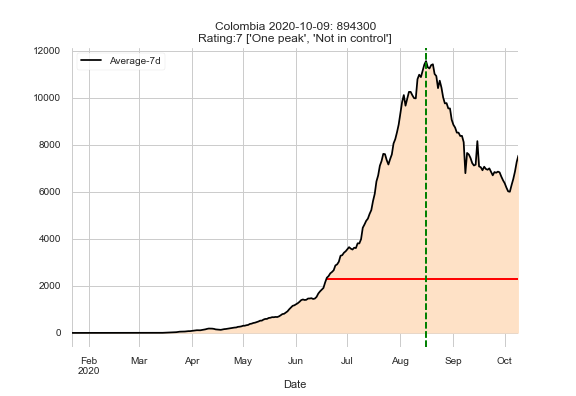 Colombia 2020-10-09: 894300
Rating:7 ['One peak', 'Not in control']
12000
Average-7d
10000
8000
6000
4000
2000
0
Feb Mar Apr May Jun Jul Aug Sep Oct
2020
Date